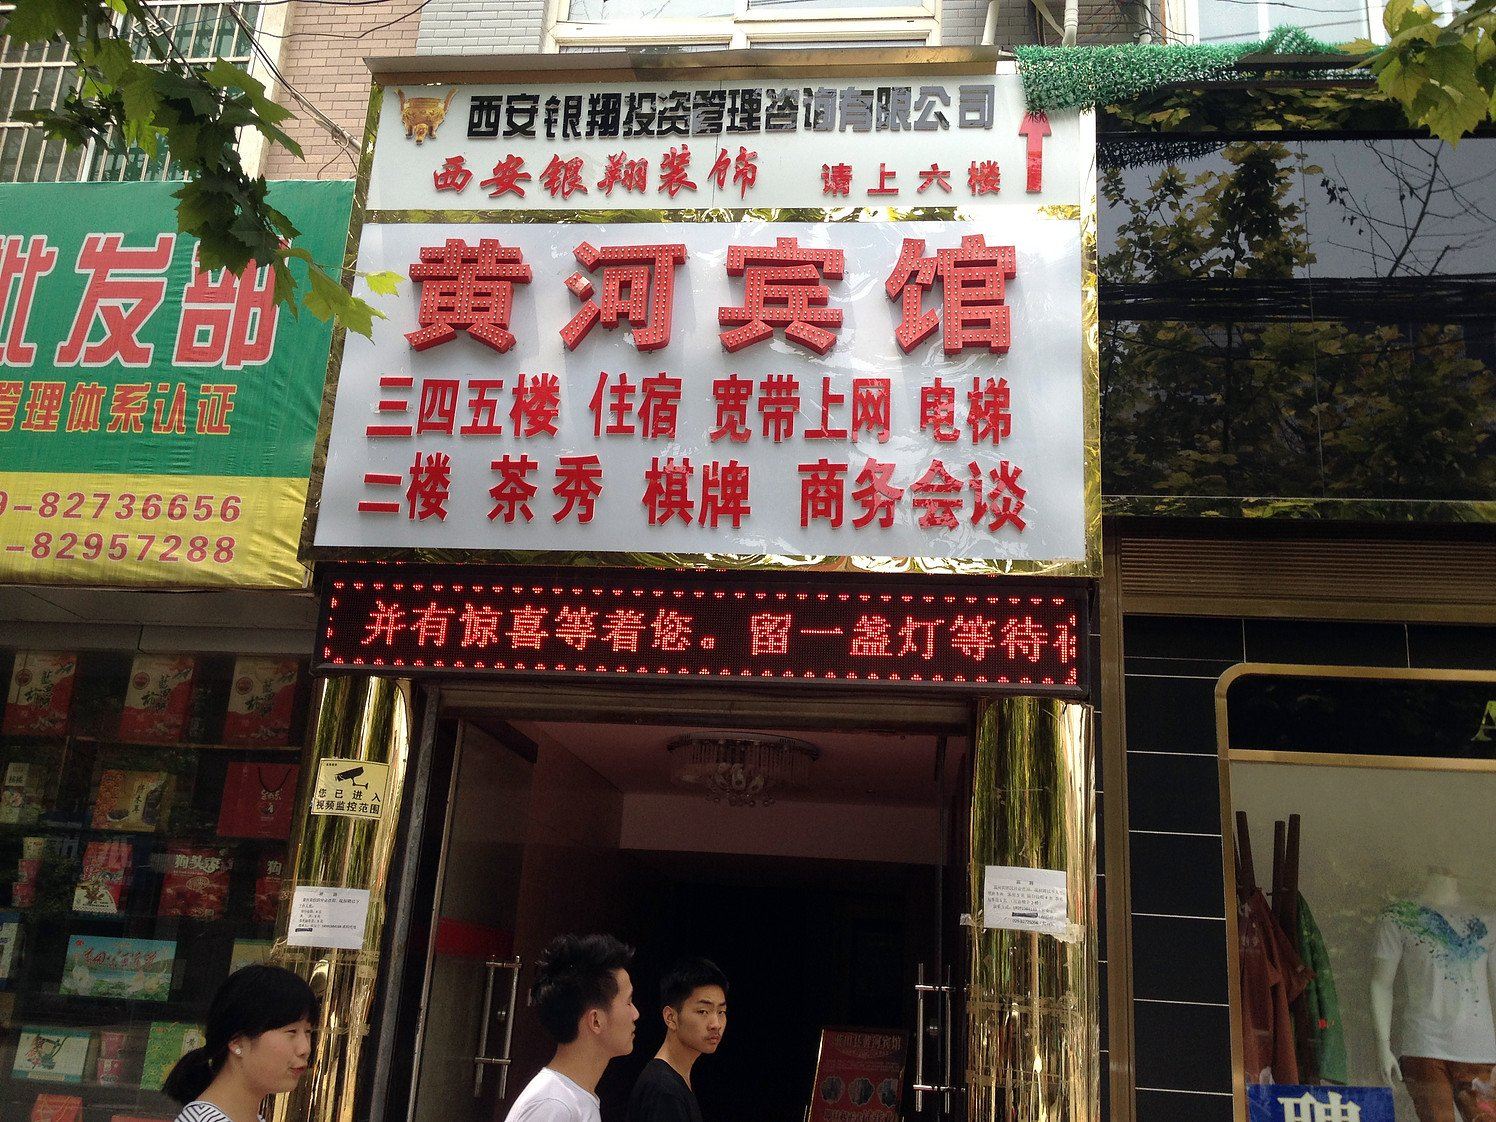 西安银翔投资管理咨询有限公司
西安银翔装饰 请上六楼
黄河宾馆
三四五楼 住宿 宽带上网 电梯
二楼 茶秀 棋牌 商务会谈
并有惊喜等着您。留一盏灯等待
批发部
管理体系认证
-82736656
-82957288
您已进入
视频监控范围
狗头枣
聘